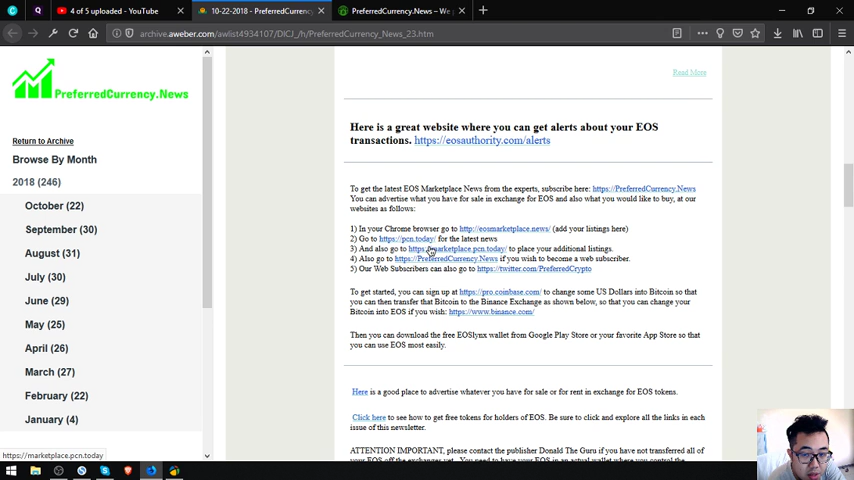 4 of 5 uploaded - YouTube
10-22-2018 - PreferredCurrency
PreferredCurrency.News – We g
archive.aweber.com/awlist4934107/DICJ_/h/PreferredCurrency_News_23.htm
PreferredCurrency.News
Return to Archive
Browse By Month
2018 (246)
October (22)
September (30)
August (31)
July (30)
June (29)
May (25)
April (26)
March (27)
February (22)
January (4)
https://marketplace.pcn.today
Read More
Here is a great website where you can get alerts about your EOS
transactions. https://eosauthority.com/alerts
To get the latest EOS Marketplace News from the experts, subscribe here: https://PreferredCurrency.News
You can advertise what you have for sale in exchange for EOS and also what you would like to buy, at our
websites as follows:
1) In your Chrome browser go to http://eosmarketplace.news/ (add your listings here)
2) Go to https://pcn.today/ for the latest news
3) And also go to https://marketplace.pcn.today/ to place your additional listings.
4) Also go to https://PreferredCurrency.News if you wish to become a web subscriber.
5) Our Web Subscribers can also go to https://twitter.com/PreferredCrypto
To get started, you can sign up at https://pro.coinbase.com/ to change some US Dollars into Bitcoin so that
you can then transfer that Bitcoin to the Binance Exchange as shown below, so that you can change your
Bitcoin into EOS if you wish: https://www.binance.com/
Then you can download the free EOSlynx wallet from Google Play Store or your favorite App Store so that
you can use EOS most easily.
Here is a good place to advertise whatever you have for sale or for rent in exchange for EOS tokens.
Click here to see how to get free tokens for holders of EOS. Be sure to click and explore all the links in each
issue of this newsletter.
ATTENTION IMPORTANT, please contact the publisher Donald The Guru if you have not transferred all of
your EOS off the exchanges yet. You need to have your EOS in an actual wallet where you control the